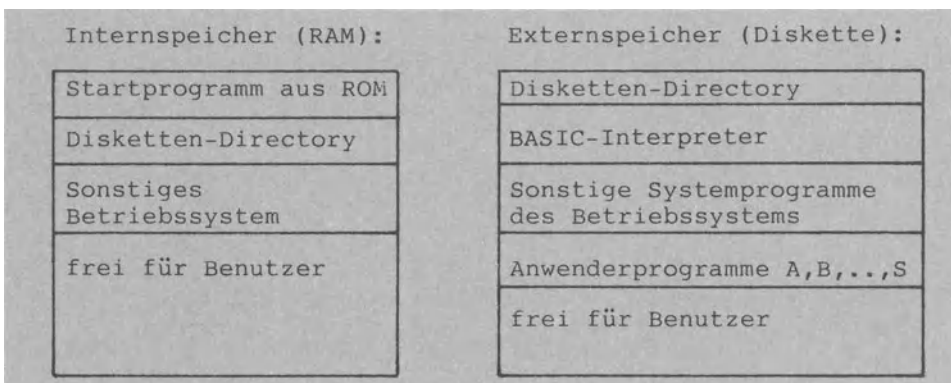 Internspeicher (RAM):
Startprogramm aus ROM
Disketten-Directory
Sonstiges
Betriebssystem
frei für Benutzer
Externspeicher (Diskette):
Disketten-Directory
BASIC-Interpreter
Sonstige Systemprogramme
des Betriebssystems
Anwenderprogramme A,B,..,S
frei für Benutzer